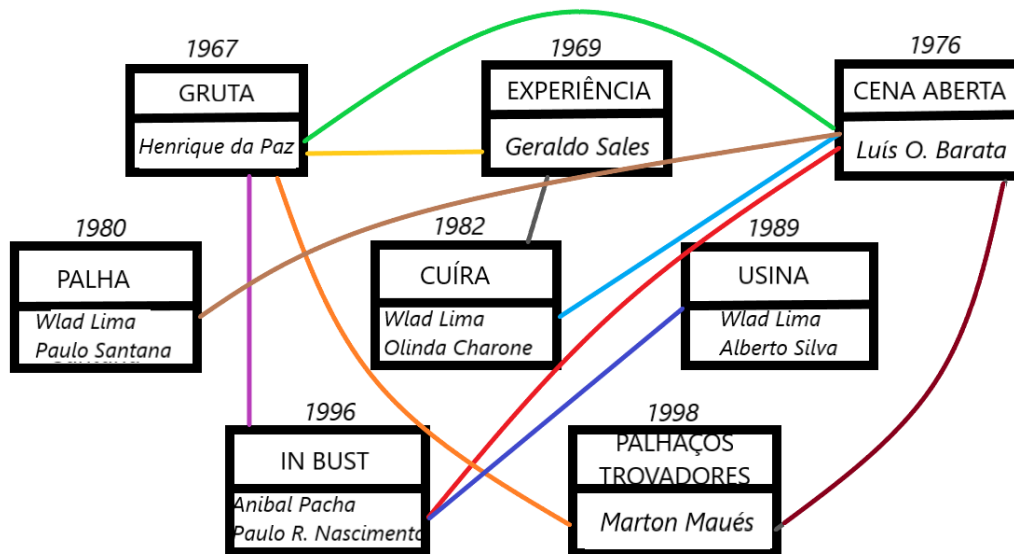 1967
GRUTA
Henrique da Paz
1969
EXPERIÊNCIA
Geraldo Sales
1976
CENA ABERTA
Luís O. Barata
1980
PALHA
Wlad Lima
Paulo Santana
1982
CUÍRA
Wlad Lima
Olinda Charone
1989
USINA
Wlad Lima
Alberto Silva
1996
IN BUST
Anibal Pacha
Paulo R. Nascimento
1998
PALHAÇOS
TROVADORES
Marton Maués